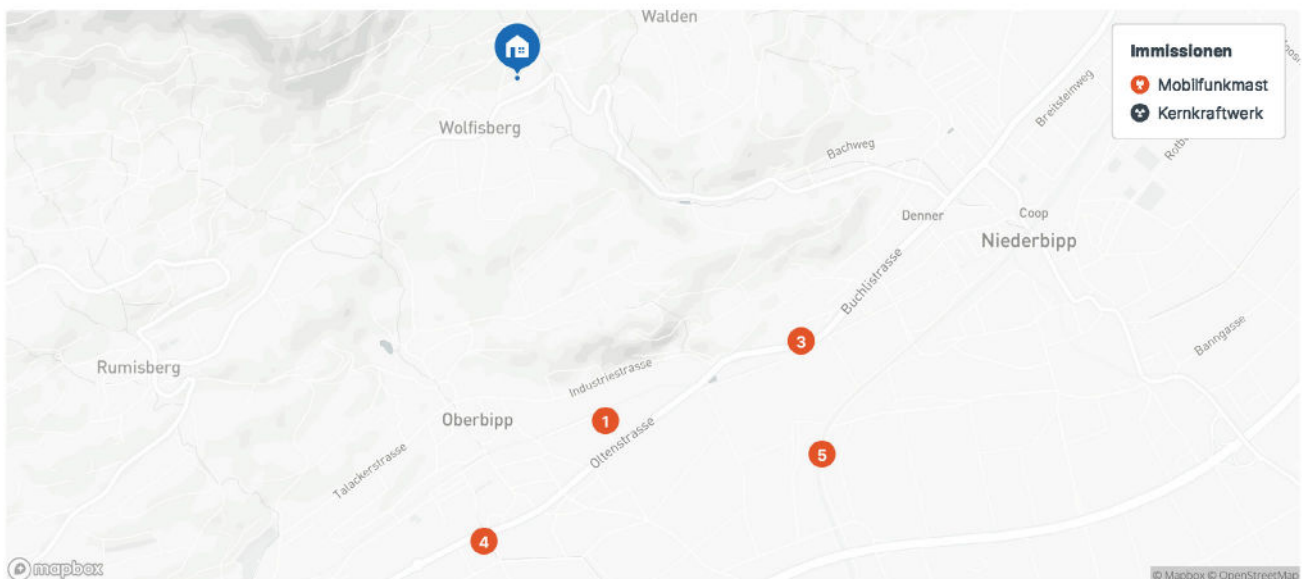 Walden
Immissionen
Mobilfunkmast
Kernkraftwerk
Breitsteinweg
Wolfisberg
Bachweg
Denner
Coop
Niederbipp
Buchlistrasse
3
Banngasse
Rumisberg
Industriestrasse
Oberbipp
1
Oltenstrasse
5
Talackerstrasse
4
mapbox
© Mapbox © OpenStreetMap